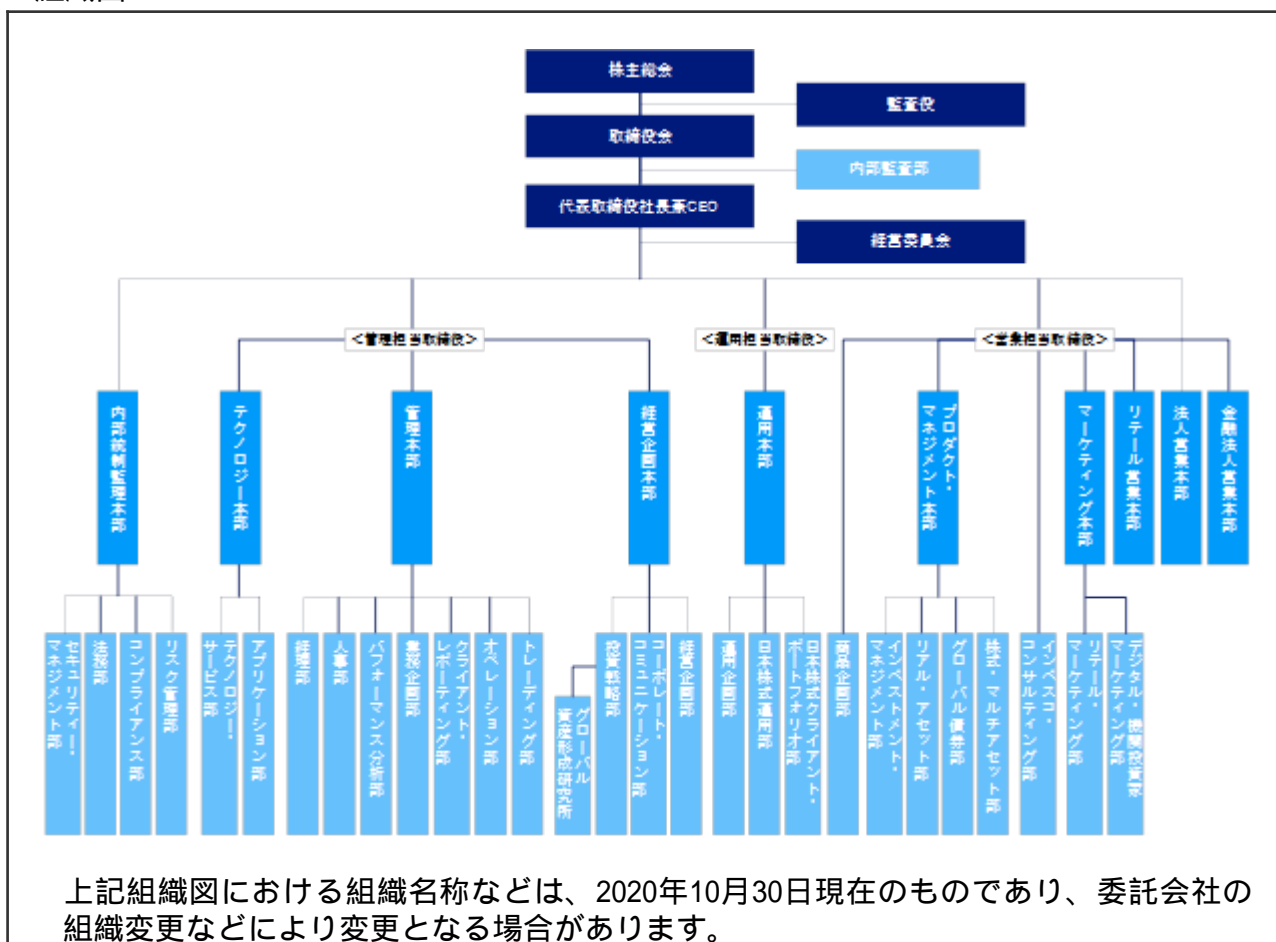 株主総会
監査役
取締役会
内部監査部
代表取締役社長兼CEO
経営委員会
<管理担当取締役>
<運用担当取締役>
<営業担当取締役>
内部統制監理本部
テクノロジー本部
管理本部
経営企画本部
運用本部
プロダクト・
マネジメント本部
マーケティング本部
リテール営業本部
法人営業本部
金融法人営業本部
セキュリティー・
マネジメント部
法務部
コンプライアンス部
リスク管理部
テクノロジー・
サービス部
アプリケーション部
経理部
人事部
パフォーマンス分析部
業務企画部
クライアント・
レポーティング部
オペレーション部
トレーディング部
グローバル
資産形成研究所
投資戦略部
コーポレート・
コミュニケーション部
経営企画部
運用企画部
日本株式運用部
日本株式クライアント・
ポートフォリオ部
商品企画部
インベストメント・
マネジメント部
リアル・アセット部
グローバル債券部
株式・マルチアセット部
インベスコ・
コンサルティング部
リテール・
マーケティング部
デジタル・機関投資家
マーケティング部
上記組織図における組織名称などは、2020年10月30日現在のものであり、委託会社の
組織変更などにより変更となる場合があります。